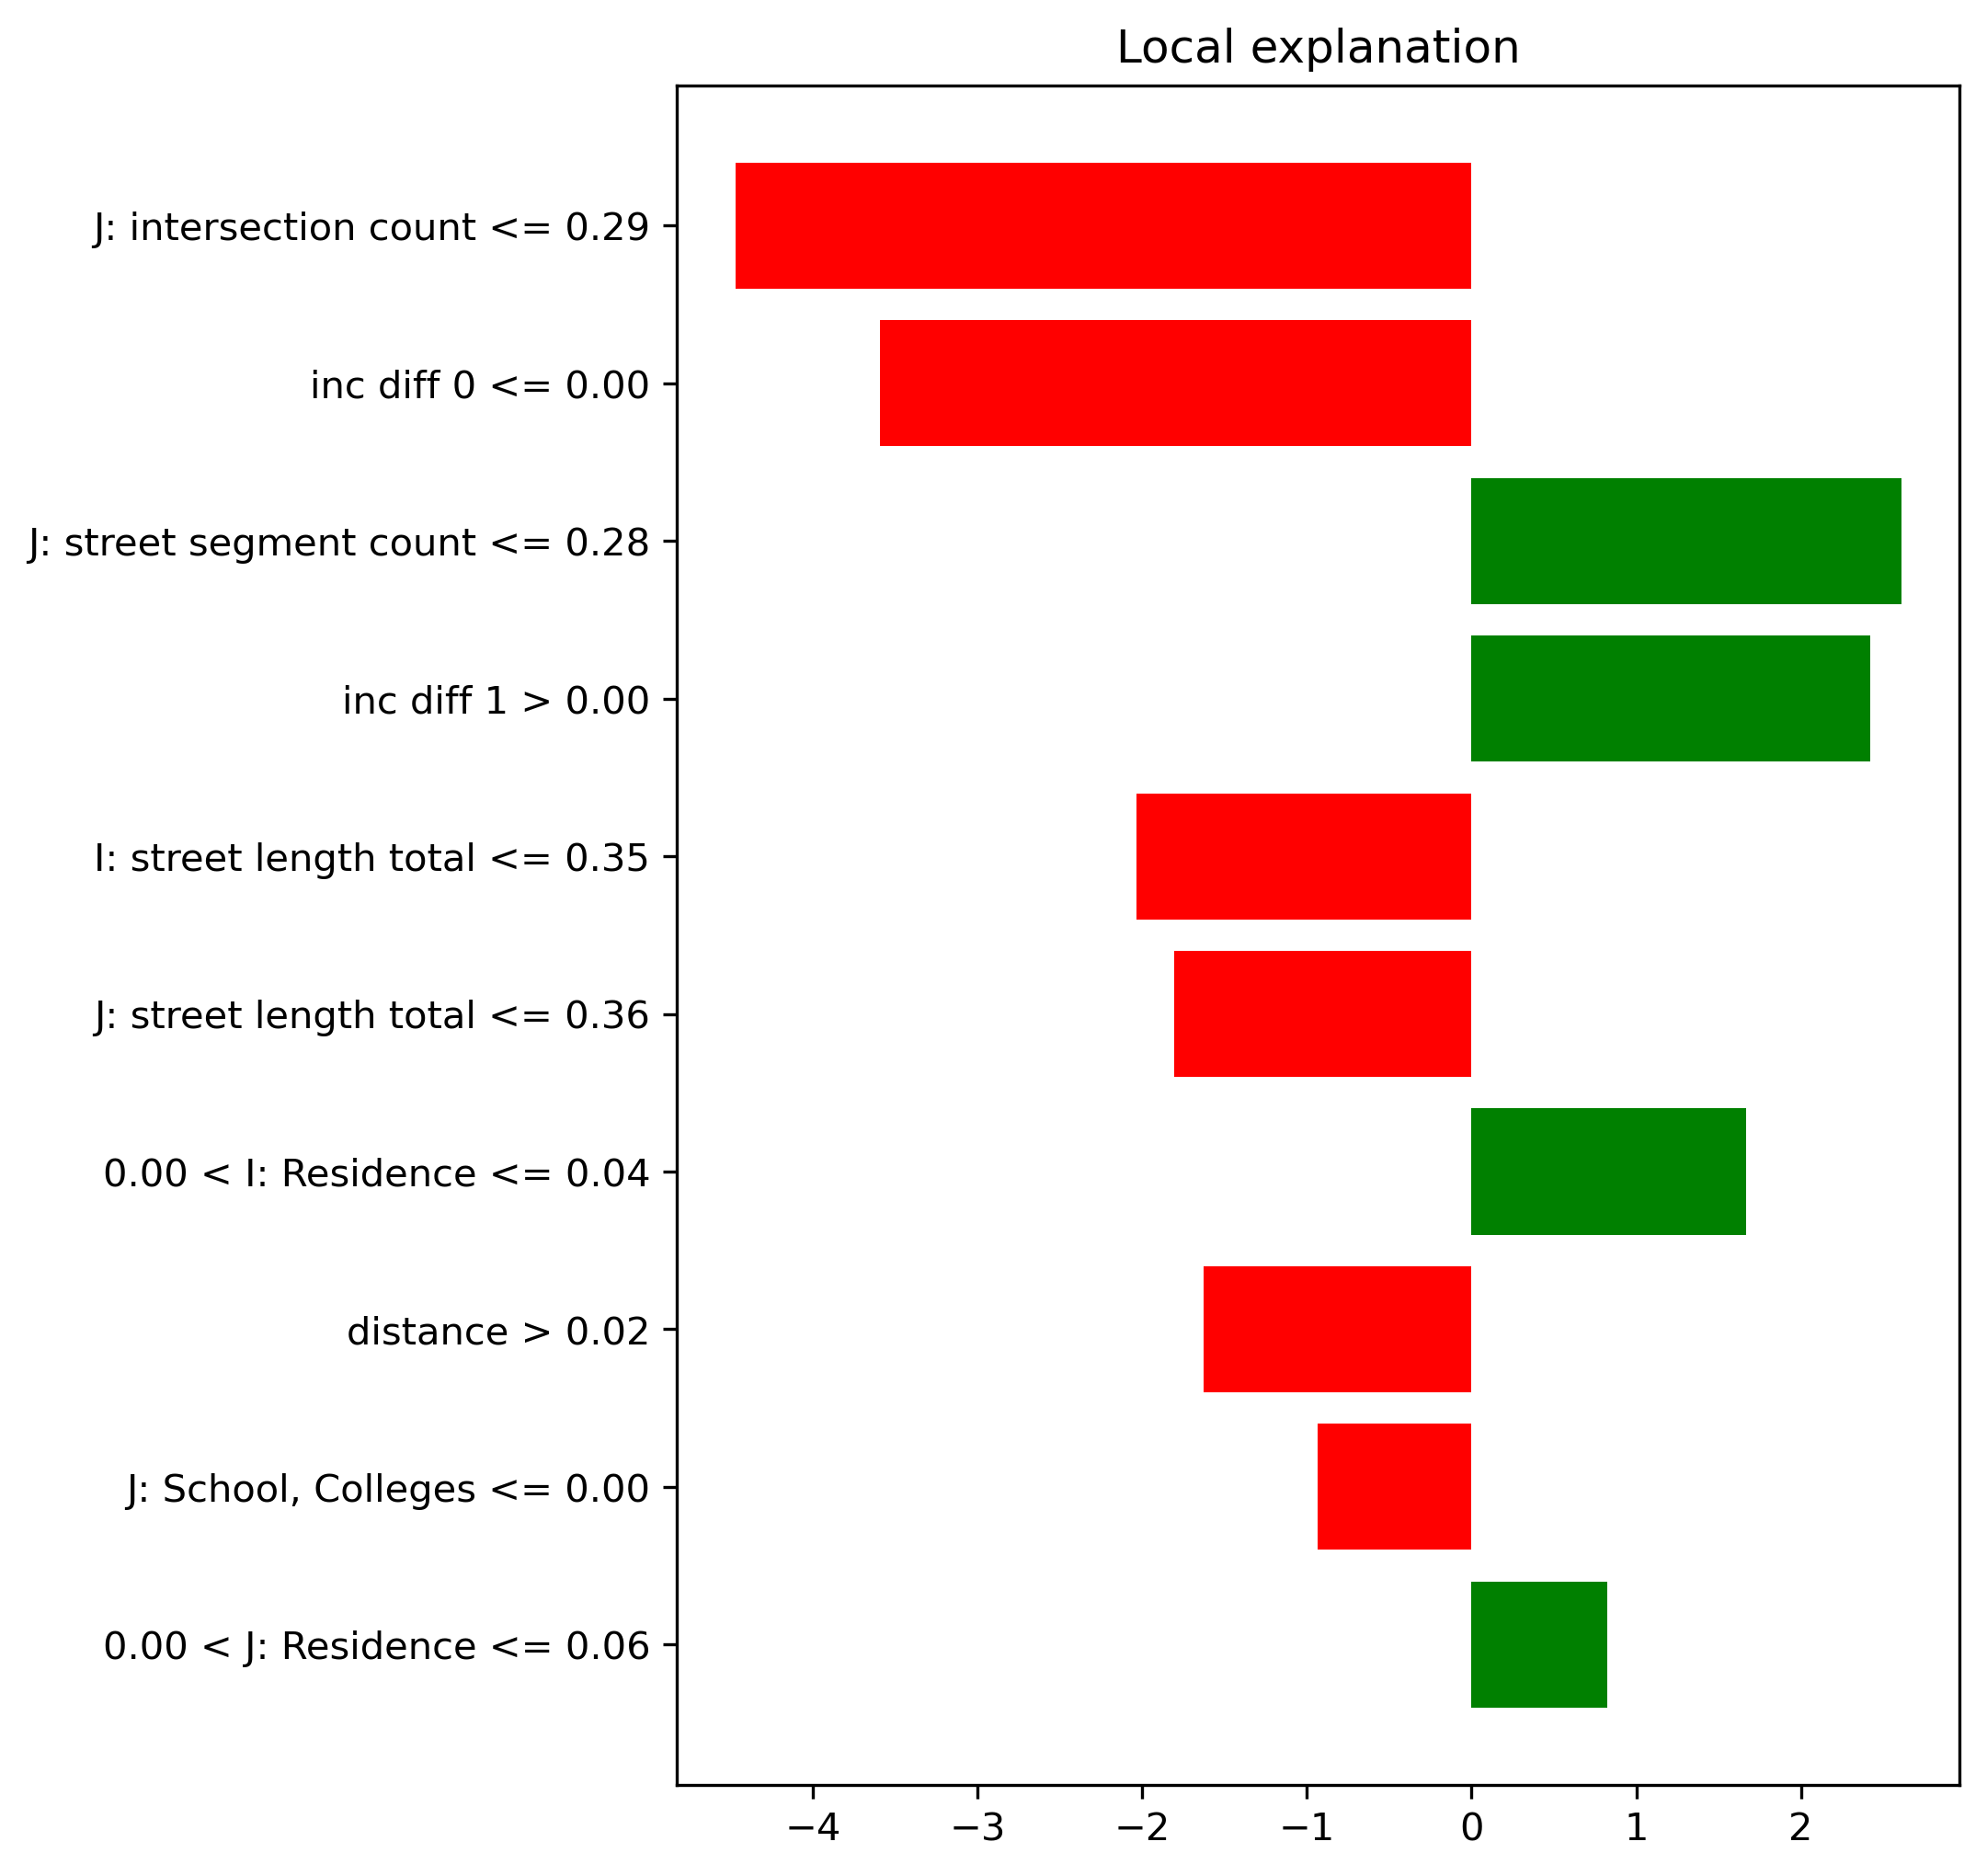 Local explanation
J: intersection count <= 0.29
inc diff 0 <= 0.00
J: street segment count <= 0.28
inc diff 1 > 0.00
I: street length total <= 0.35
J: street length total <= 0.36
0.00 < I: Residence <= 0.04
distance > 0.02
J: School, Colleges <= 0.00
0.00 < J: Residence <= 0.06
−4 −3 −2 −1 0 1 2